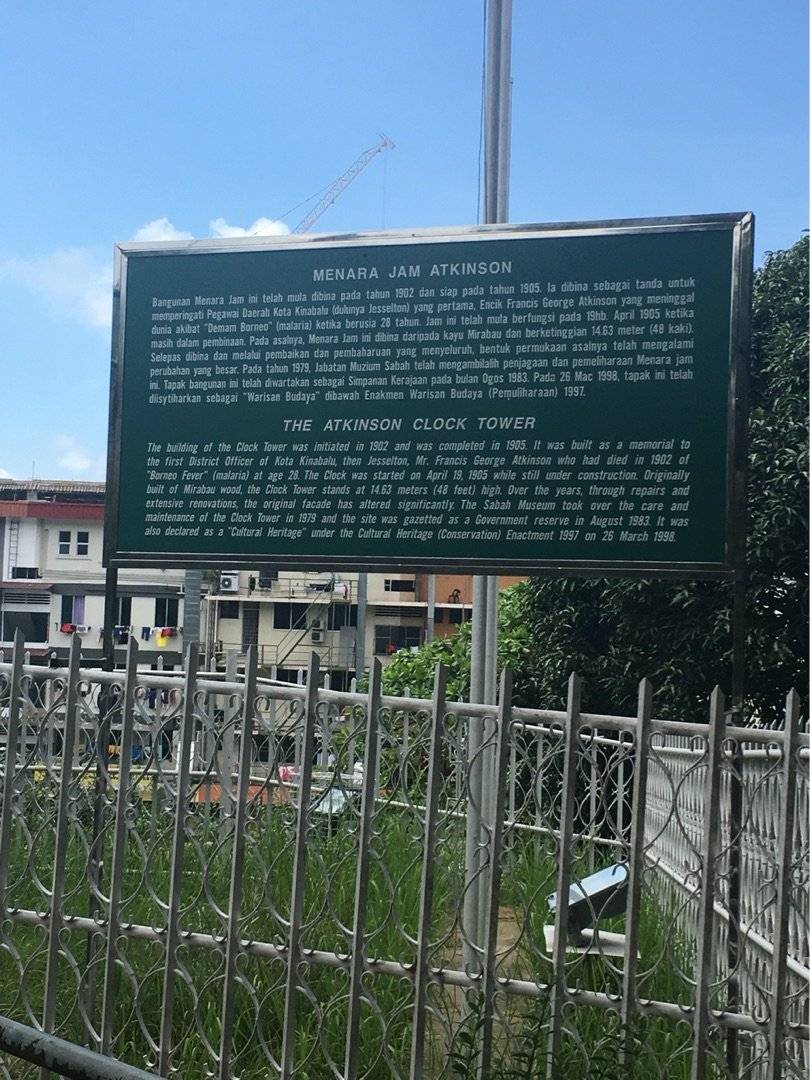 MENARA JAM ATKINSON
Bangunan Menara Jam ini telah mula dibina pada tahun 1902 dan siap pada tahun 1905. Ia dibina sebagai tanda untuk
memperingati Pegawai Daerah Kota Kinabalu (dulunya Jesselton) yang pertama, Encik Francis George Atkinson yang meninggal
dunia akibat "Demam Borneo" (malaria) ketika berusia 28 tahun. Jam ini telah mula berfungsi pada 19hb. April 1905 ketika
masih dalam pembinaan. Pada asalnya, Menara Jam ini dibina daripada kayu Mirabau dan berketinggian 14.63 meter (48 kaki).
Selepas dibina dan melalui pembaikan dan pembaharuan yang menyeluruh, bentuk permukaan asalnya telah mengalami
perubahan yang besar. Pada tahun 1979, Jabatan Muzium Sabah telah mengambilalih penjagaan dan pemeliharaan Menara jam
ini. Tapak bangunan ini telah diwartakan sebagai Simpanan Kerajaan pada bulan Ogos 1983. Pada 26 Mac 1998, tapak ini telah
diisytiharkan sebagai "Warisan Budaya" dibawah Enakmen Warisan Budaya (Pemuliharaan) 1997.
THE ATKINSON CLOCK TOWER
The building of the Clock Tower was initiated in 1902 and was completed in 1905. It was built as a memorial to
the first District Officer of Kota Kinabalu, then Jesselton, Mr. Francis George Atkinson who had died in 1902 of
"Borneo Fever" (malaria) at age 28. The Clock was started on April 19, 1905 while still under construction. Originally
built of Mirabau wood, the Clock Tower stands at 14.63 meters (48 feet) high. Over the years, through repairs and
extensive renovations, the original facade has altered significantly. The Sabah Museum took over the care and
maintenance of the Clock Tower in 1979 and the site was gazetted as a Government reserve in August 1983. It was
also declared as a "Cultural Heritage" under the Cultural Heritage (Conservation) Enactment 1997 on 26 March 1998.